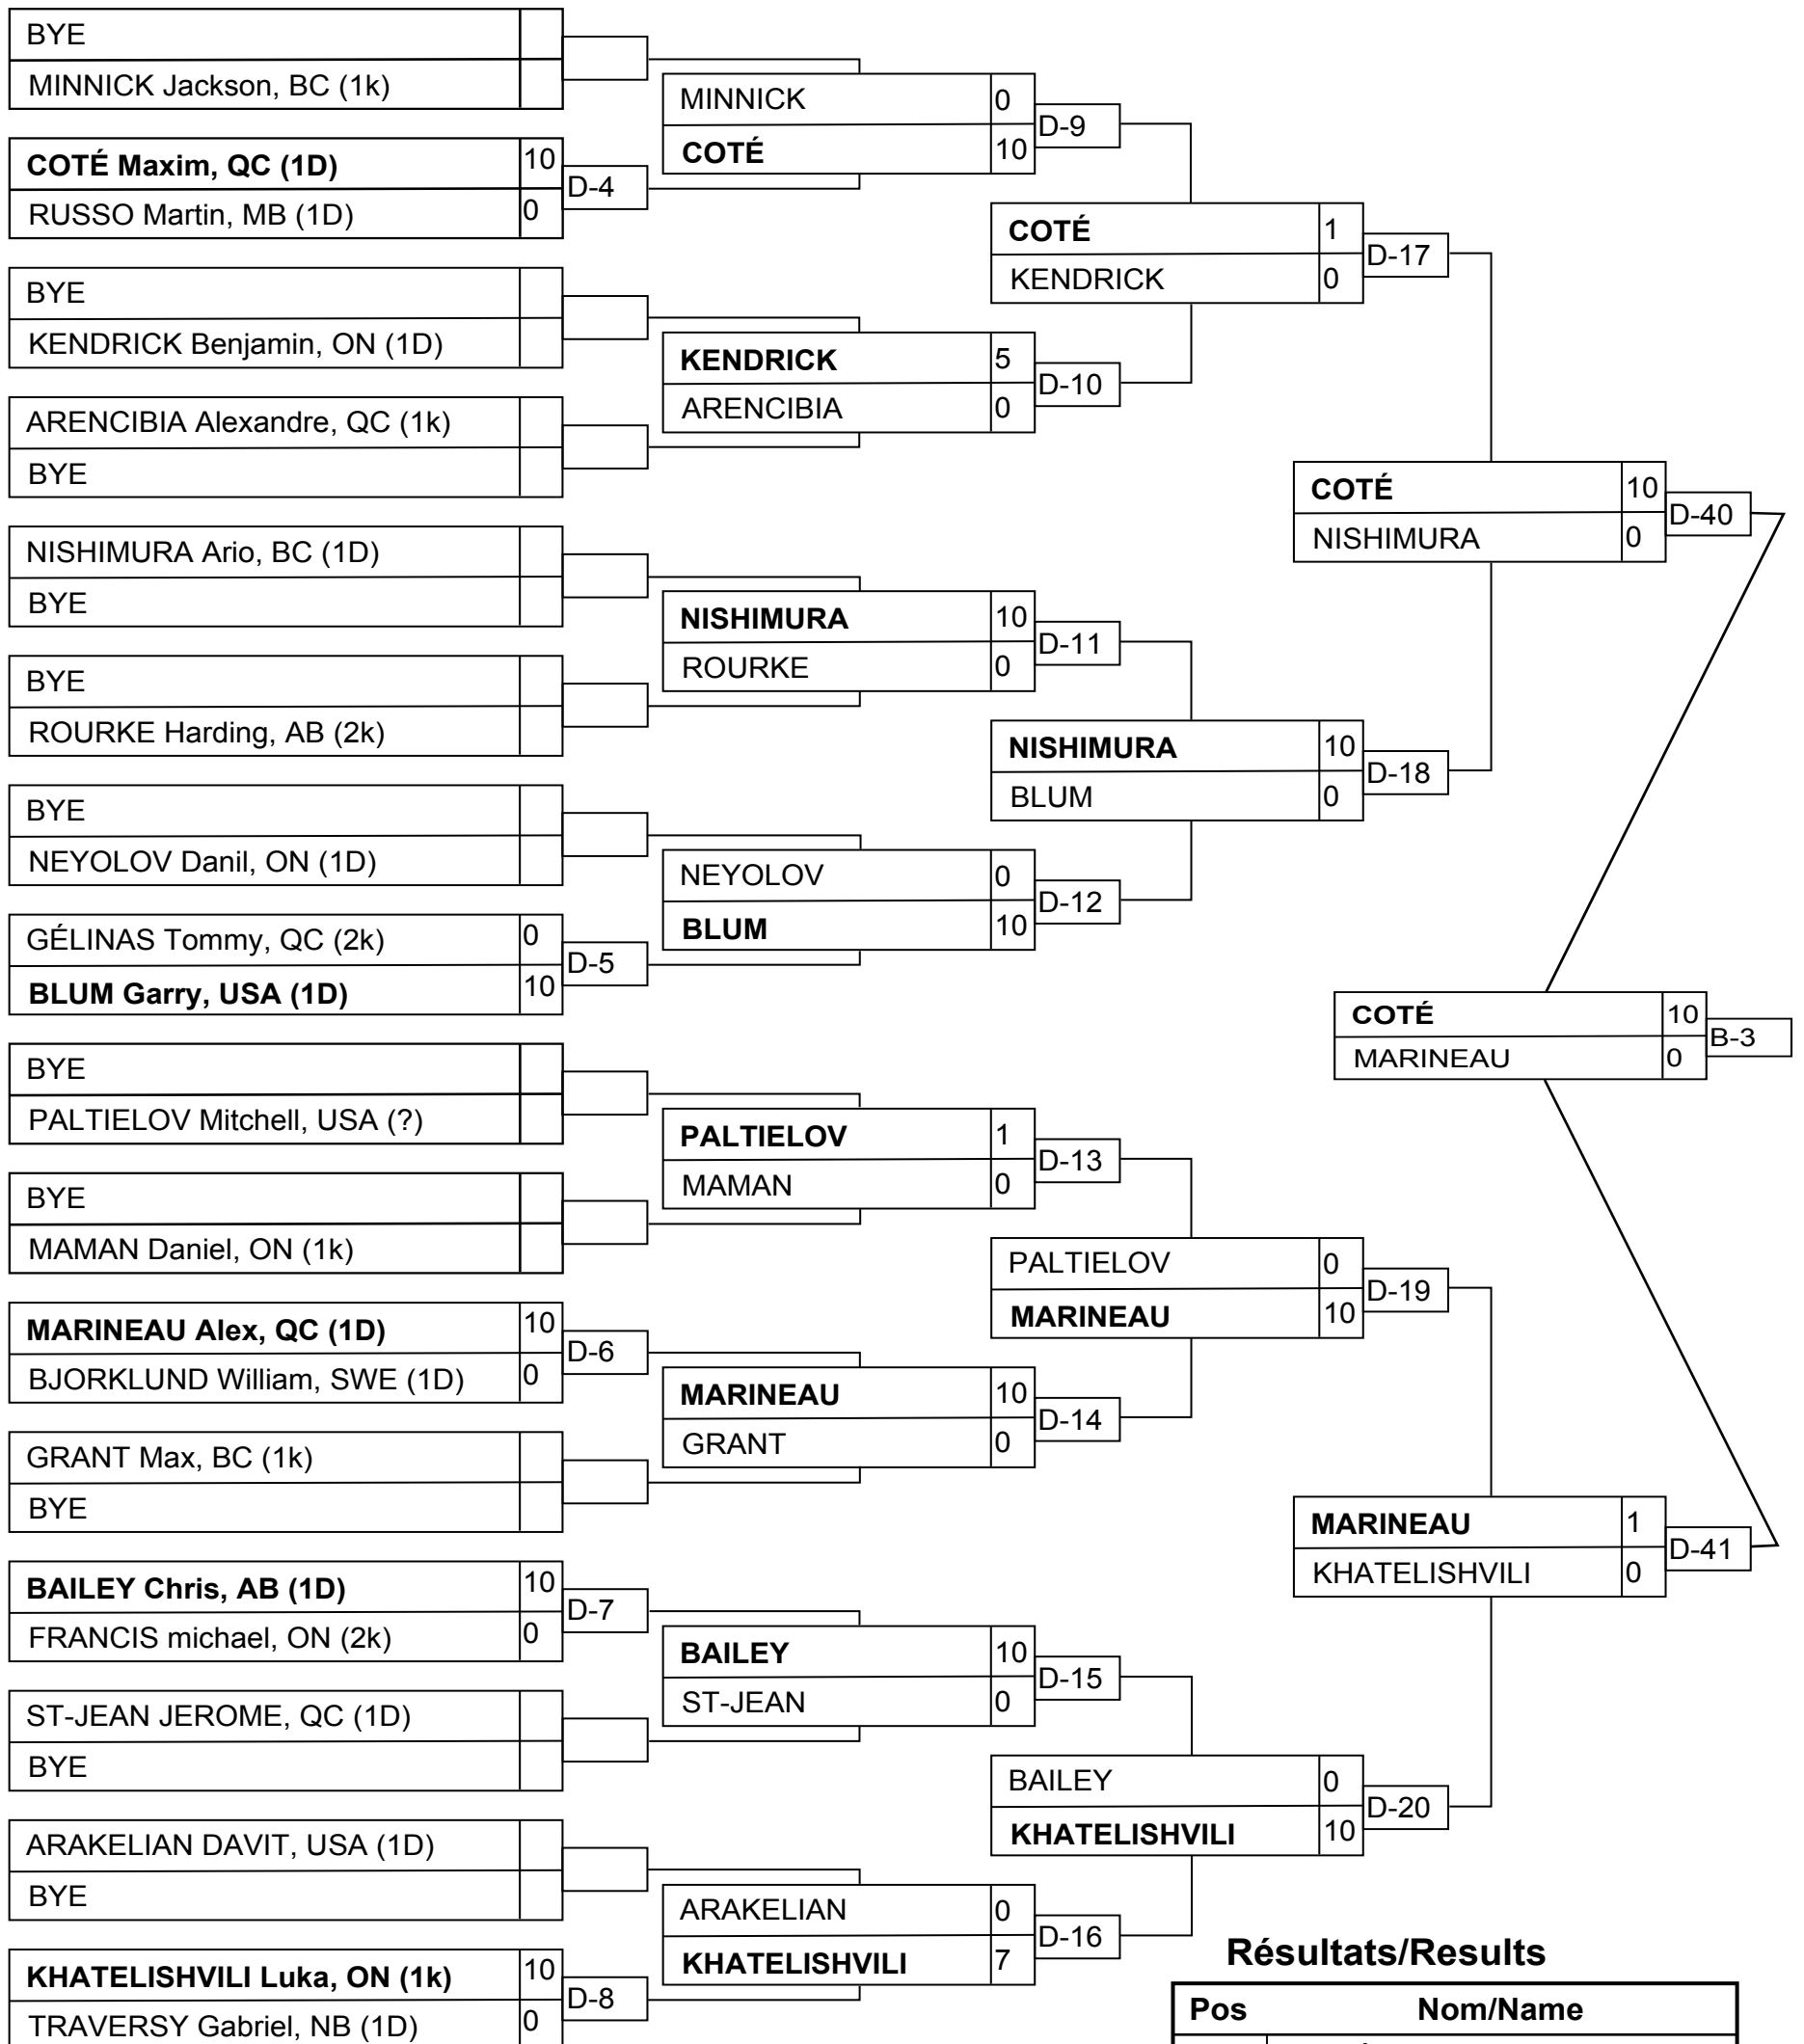 BYE
MINNICK Jackson, BC (1k)
COTÉ Maxim, QC (1D) 10
D-4
RUSSO Martin, MB (1D) 0
BYE
KENDRICK Benjamin, ON (1D)
ARENCIBIA Alexandre, QC (1k)
BYE
NISHIMURA Ario, BC (1D)
BYE
BYE
ROURKE Harding, AB (2k)
BYE
NEYOLOV Danil, ON (1D)
GÉLINAS Tommy, QC (2k) 0
D-5
BLUM Garry, USA (1D) 10
BYE
PALTIELOV Mitchell, USA (?)
BYE
MAMAN Daniel, ON (1k)
MARINEAU Alex, QC (1D) 10
D-6
BJORKLUND William, SWE (1D) 0
GRANT Max, BC (1k)
BYE
BAILEY Chris, AB (1D) 10
D-7
FRANCIS michael, ON (2k) 0
ST-JEAN JEROME, QC (1D)
BYE
ARAKELIAN DAVIT, USA (1D)
BYE
KHATELISHVILI Luka, ON (1k) 10
D-8
TRAVERSY Gabriel, NB (1D) 0
MINNICK 0
D-9
COTÉ 10
KENDRICK 5
D-10
ARENCIBIA 0
NISHIMURA 10
D-11
ROURKE 0
NEYOLOV 0
D-12
BLUM 10
PALTIELOV 1
D-13
MAMAN 0
MARINEAU 10
D-14
GRANT 0
BAILEY 10
D-15
ST-JEAN 0
ARAKELIAN 0
D-16
KHATELISHVILI 7
COTÉ 1
D-17
KENDRICK 0
NISHIMURA 10
D-18
BLUM 0
PALTIELOV 0
D-19
MARINEAU 10
BAILEY 0
D-20
KHATELISHVILI 10
COTÉ 10
D-40
NISHIMURA 0
MARINEAU 1
D-41
KHATELISHVILI 0
COTÉ 10
B-3
MARINEAU 0
Résultats/Results
Pos Nom/Name